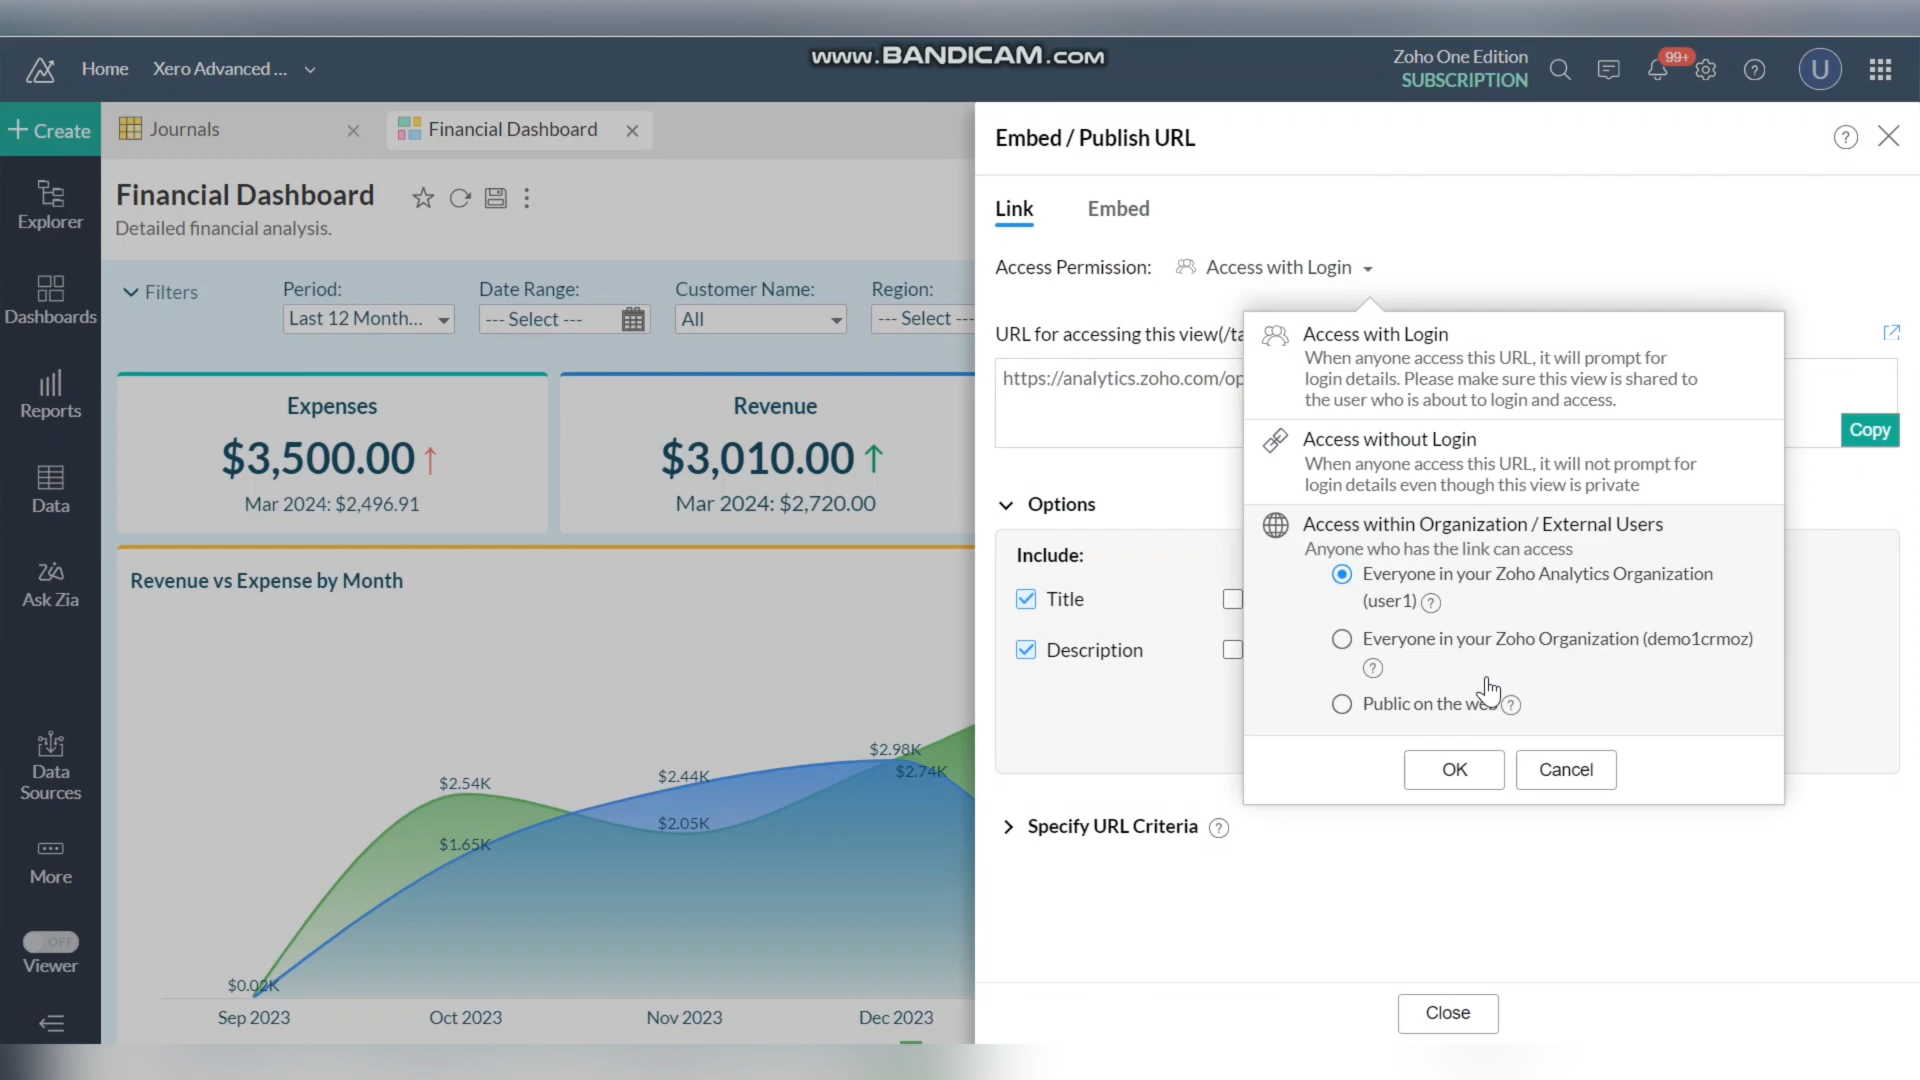 www.BANDICAM.com
Home
Xero Advanced ...
Zoho One Edition
SUBSCRIPTION
99+
U
+ Create
Journals
Financial Dashboard
Explorer
Dashboards
Reports
Data
Ask Zia
Data
Sources
More
OFF
Viewer
Financial Dashboard
Detailed financial analysis.
Filters
Period:
Last 12 Month...
Date Range:
--- Select ---
Customer Name:
All
Region:
--- Select ---
Expenses
$3,500.00
Mar 2024: $2,496.91
Revenue
$3,010.00
Mar 2024: $2,720.00
Revenue vs Expense by Month
$2.98K
$2.74K
$2.54K
$2.44K
$2.05K
$1.65K
$0.02K
Sep 2023
Oct 2023
Nov 2023
Dec 2023
Embed / Publish URL
?
Link
Embed
Access Permission:
Access with Login
URL for accessing this view(/ta
https://analytics.zoho.com/op
Copy
Access with Login
When anyone access this URL, it will prompt for
login details. Please make sure this view is shared to
the user who is about to login and access.
Access without Login
When anyone access this URL, it will not prompt for
login details even though this view is private
Access within Organization / External Users
Anyone who has the link can access
Everyone in your Zoho Analytics Organization
(user1) ?
Everyone in your Zoho Organization (demo1crmoz)
?
Public on the web ?
OK
Cancel
Options
Include:
Title
Description
Specify URL Criteria ?
Close